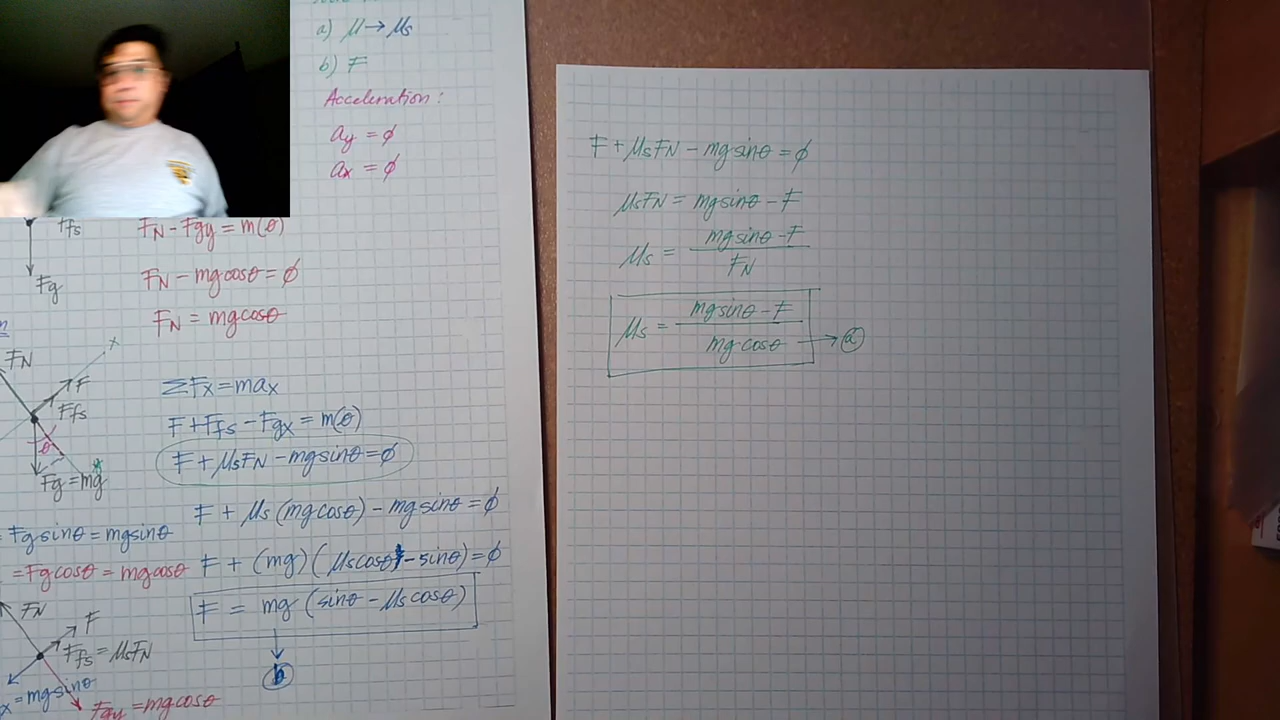 a) μ → μs
b) F
Acceleration:
ay = ϕ
ax = ϕ
Ffs
Fg
FN - Fgy = m(ϕ)
FN - mgcosθ = ϕ
FN = mgcosθ
x
FN
F
Ffs
θ
Fg = mg
ΣFx = max
F + Ffs - Fgx = m(ϕ)
F + μsFN - mgsinθ = ϕ
F + μs (mgcosθ) - mgsinθ = ϕ
= Fgsinθ = mgsinθ
= Fgcosθ = mgcosθ
F + (mg)(μscosθ - sinθ) = ϕ
F = mg (sinθ - μscosθ)
b
FN
F
Ffs = μsFN
x = mgsinθ
Fgy = mgcosθ
F + μsFN - mgsinθ = ϕ
μsFN = mgsinθ - F
μs = mgsinθ - F
FN
μs = mgsinθ - F
mg cosθ → a